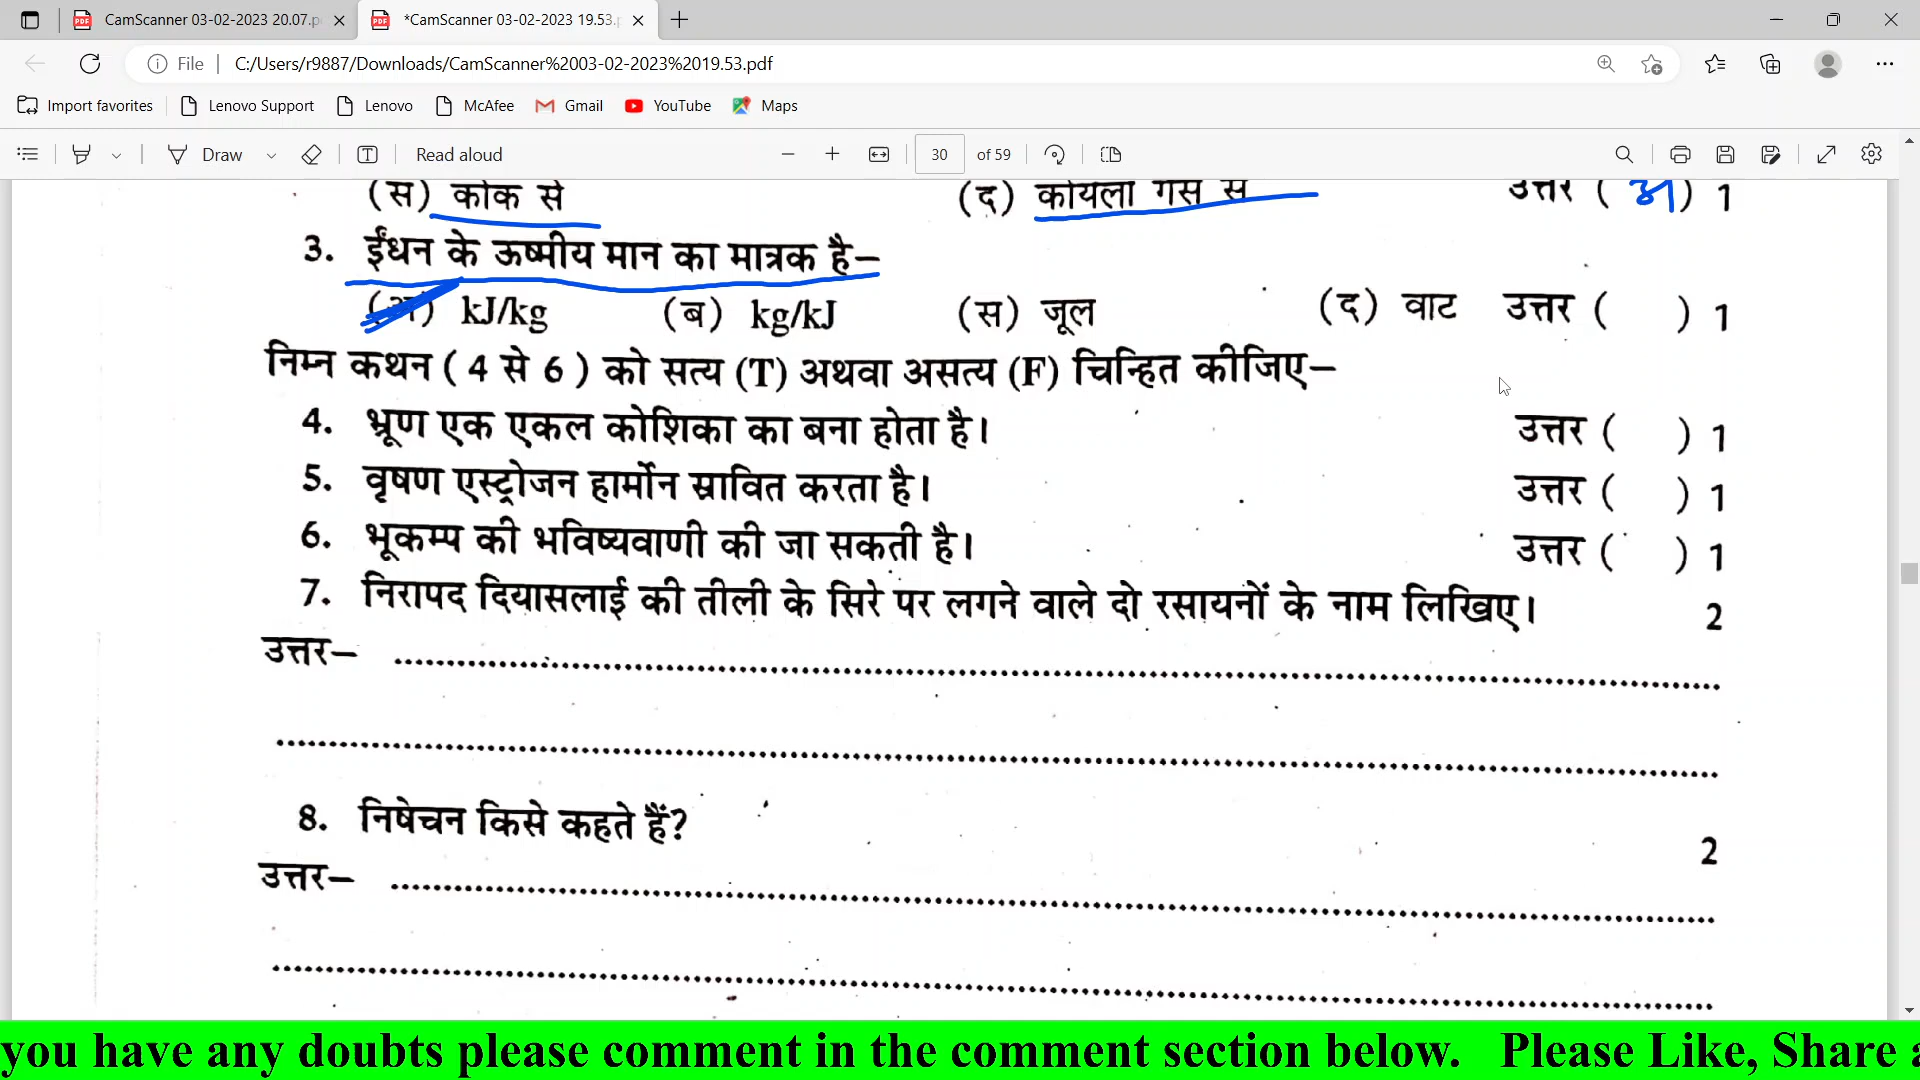 CamScanner 03-02-2023 20.07.p
*CamScanner 03-02-2023 19.53.
File
C:/Users/r9887/Downloads/CamScanner%2003-02-2023%2019.53.pdf
Import favorites Lenovo Support Lenovo McAfee Gmail YouTube Maps
Draw Read aloud 30 of 59
(स) कोक से (द) कोयला गैस से उत्तर ( अ ) 1
3. ईंधन के ऊष्मीय मान का मात्रक है–
(अ) kJ/kg (ब) kg/kJ (स) जूल (द) वाट उत्तर ( ) 1
निम्न कथन ( 4 से 6 ) को सत्य (T) अथवा असत्य (F) चिन्हित कीजिए–
4. भ्रूण एक एकल कोशिका का बना होता है। उत्तर ( ) 1
5. वृषण एस्ट्रोजन हार्मोन स्रावित करता है। उत्तर ( ) 1
6. भूकम्प की भविष्यवाणी की जा सकती है। उत्तर ( ) 1
7. निरापद दियासलाई की तीली के सिरे पर लगने वाले दो रसायनों के नाम लिखिए। 2
उत्तर–
8. निषेचन किसे कहते हैं? 2
उत्तर–
you have any doubts please comment in the comment section below. Please Like, Share a